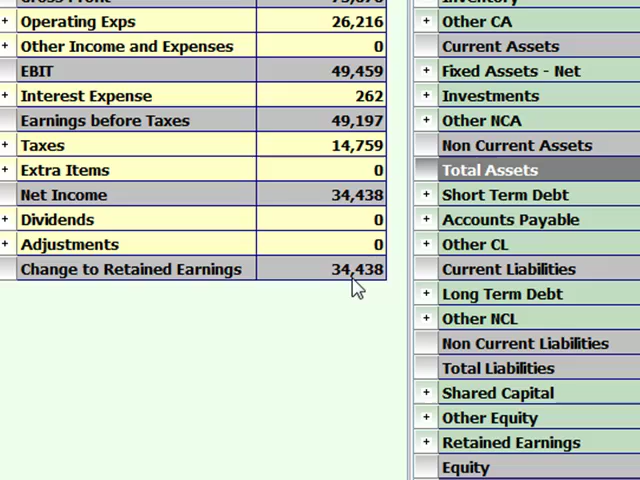 Operating Exps 26,216
Other Income and Expenses 0
EBIT 49,459
Interest Expense 262
Earnings before Taxes 49,197
Taxes 14,759
Extra Items 0
Net Income 34,438
Dividends 0
Adjustments 0
Change to Retained Earnings 34,438
Other CA
Current Assets
Fixed Assets - Net
Investments
Other NCA
Non Current Assets
Total Assets
Short Term Debt
Accounts Payable
Other CL
Current Liabilities
Long Term Debt
Other NCL
Non Current Liabilities
Total Liabilities
Shared Capital
Other Equity
Retained Earnings
Equity